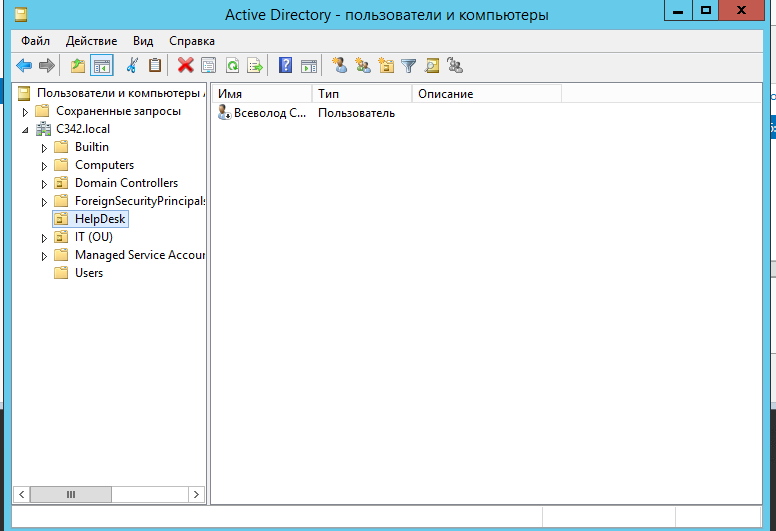 Active Directory - пользователи и компьютеры
Файл Действие Вид Справка
Пользователи и компьютеры
Сохраненные запросы
C342.local
Builtin
Computers
Domain Controllers
ForeignSecurityPrincipals
HelpDesk
IT (OU)
Managed Service Accour
Users
Имя Тип Описание
Всеволод С... Пользователь